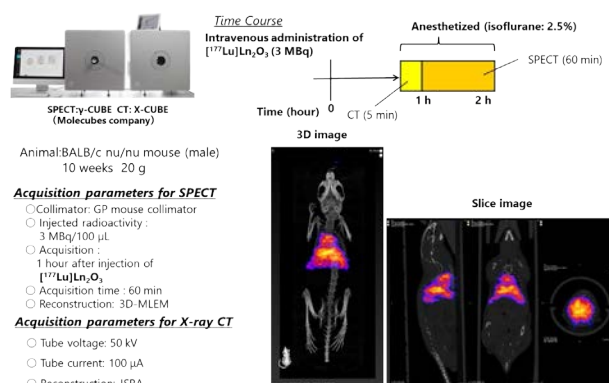 Time Course
Intravenous administration of
[¹⁷⁷Lu]Ln₂O₃ (3 MBq)
Anesthetized (isoflurane: 2.5%)
SPECT (60 min)
Time (hour)
0
CT (5 min)
1 h
2 h
SPECT:γ-CUBE CT: X-CUBE
(Molecubes company)
Animal:BALB/c nu/nu mouse (male)
10 weeks 20 g
Acquisition parameters for SPECT
○Collimator: GP mouse collimator
○ Injected radioactivity :
3 MBq/100 μL
○ Acquisition :
1 hour after injection of
[¹⁷⁷Lu]Ln₂O₃
○ Acquisition time : 60 min
○ Reconstruction: 3D-MLEM
Acquisition parameters for X-ray CT
○ Tube voltage: 50 kV
○ Tube current: 100 μA
○ Reconstruction: ISRA
3D image
Slice image